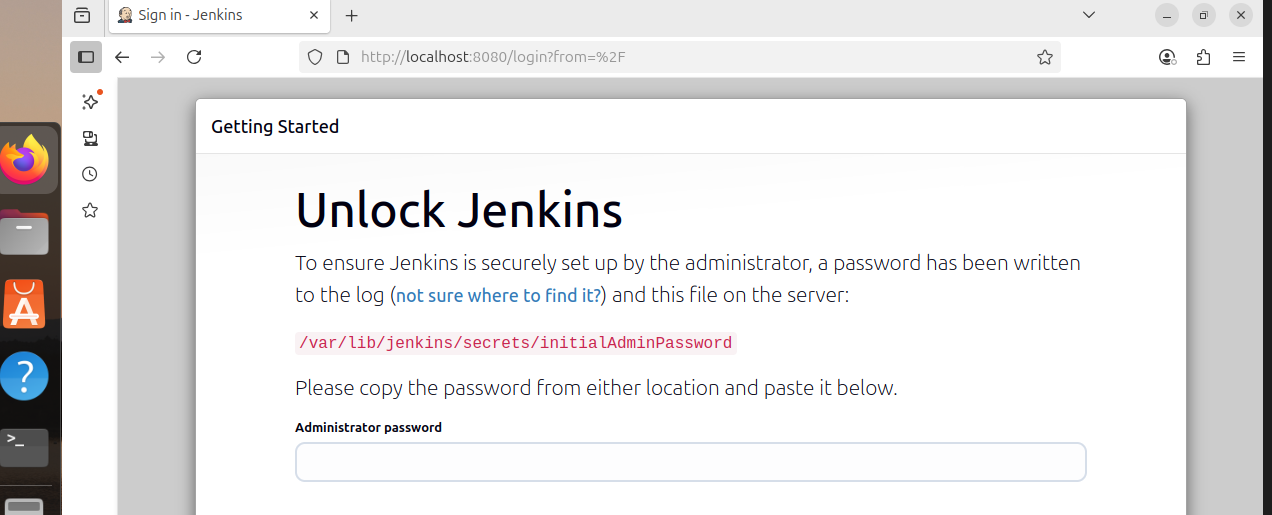 Sign in - Jenkins
http://localhost:8080/login?from=%2F
Getting Started
Unlock Jenkins
To ensure Jenkins is securely set up by the administrator, a password has been written
to the log (not sure where to find it?) and this file on the server:
/var/lib/jenkins/secrets/initialAdminPassword
Please copy the password from either location and paste it below.
Administrator password